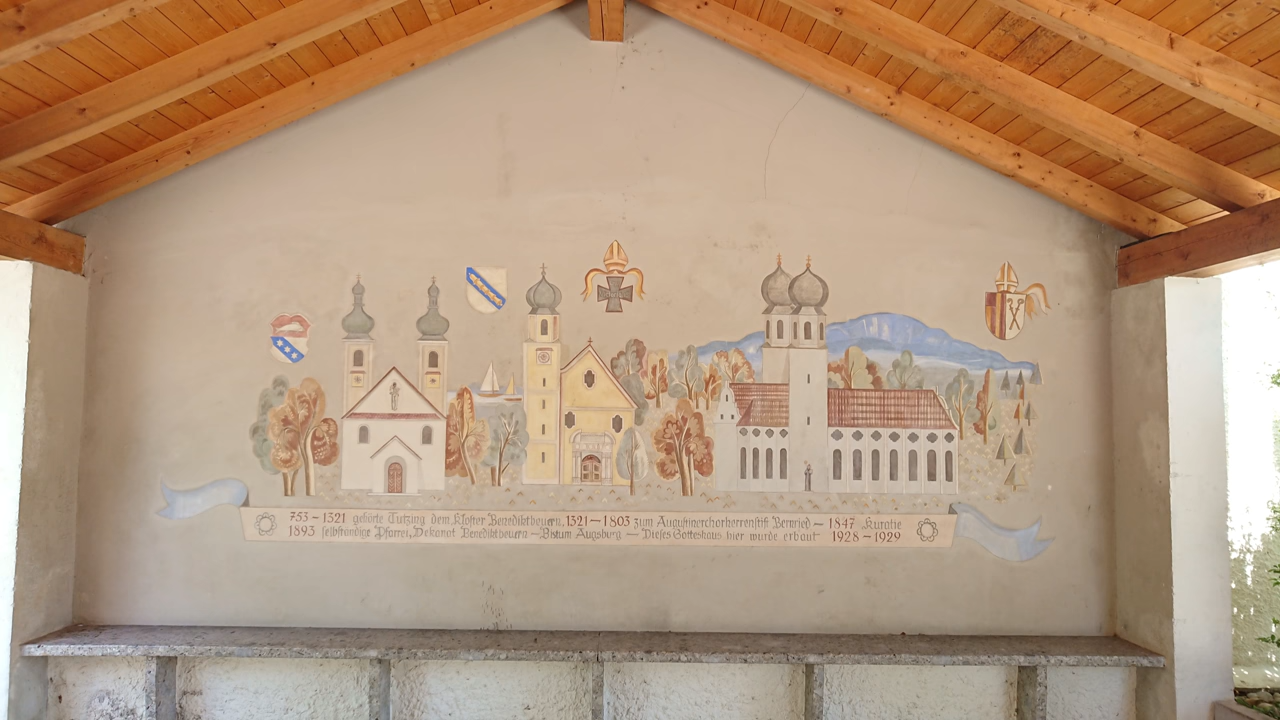 753 – 1321 gehörte Tutzing dem Kloster Benediktbeuern, 1321 – 1803 zum Augustinerchorherrenstift Bernried – 1847 Kuratie
1893 selbständige Pfarrei, Dekanat Benediktbeuern – Bistum Augsburg – Dieses Gotteshaus hier wurde erbaut 1928 – 1929